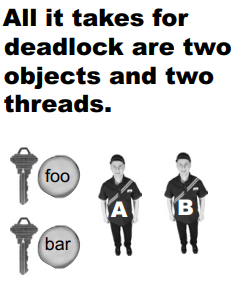 All it takes for
deadlock are two
objects and two
threads.
foo
A
B
bar